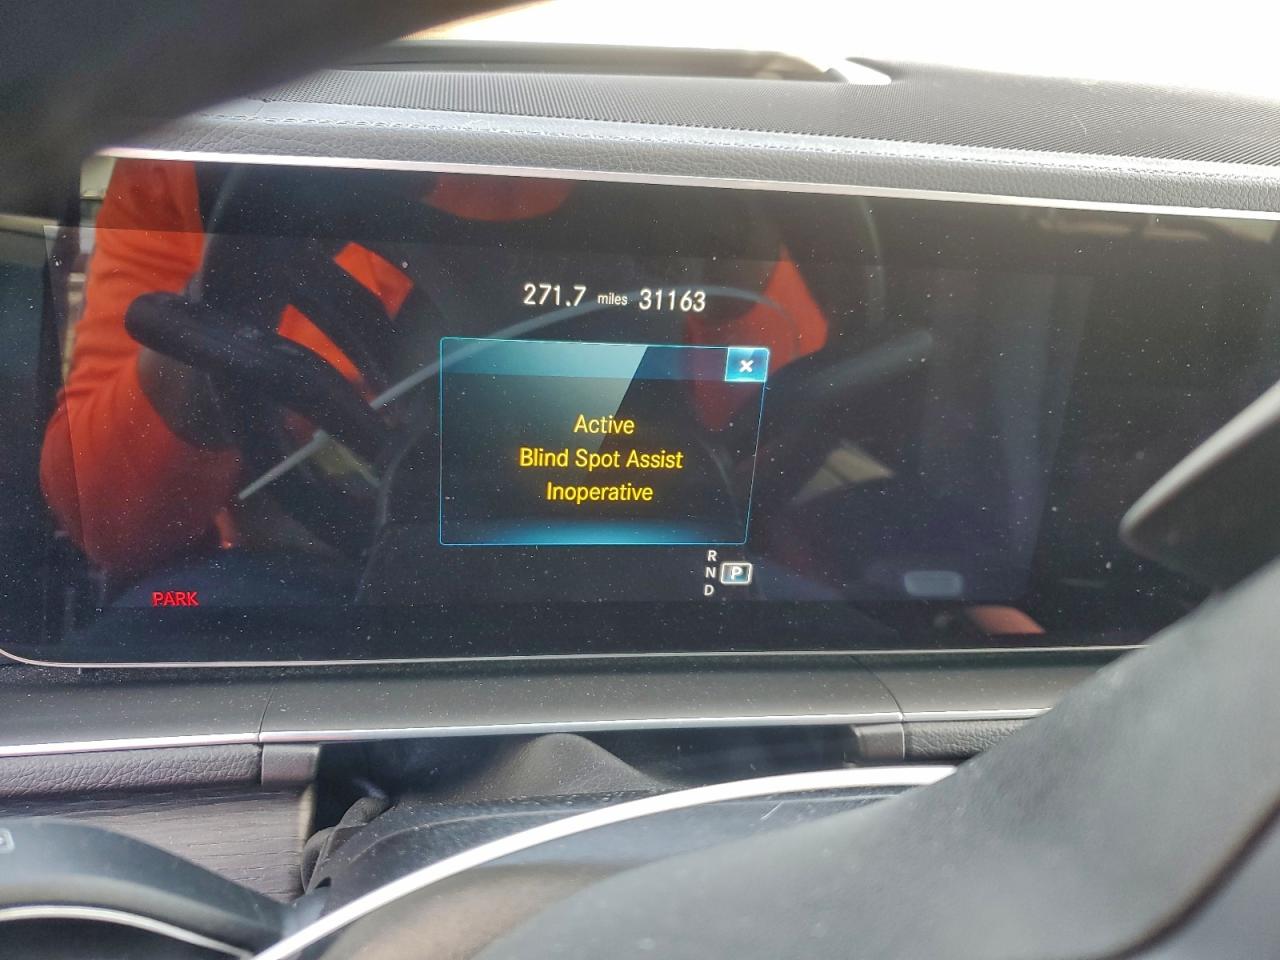 271.7 miles 31163
×
Active
Blind Spot Assist
Inoperative
R
N P
D
PARK